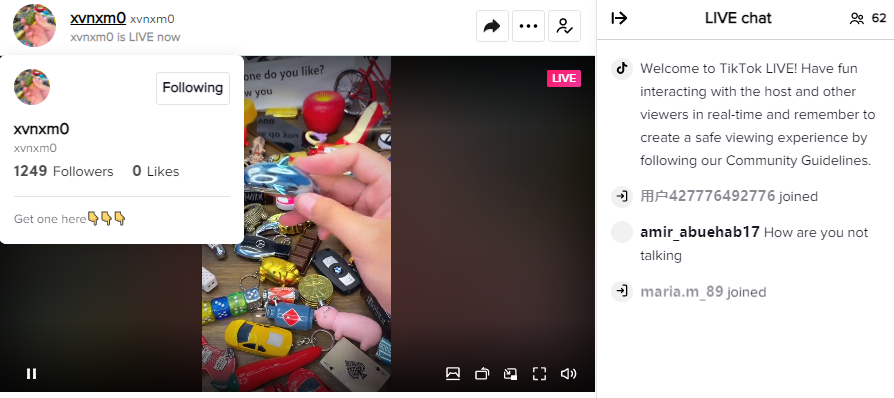 xvnxm0 xvnxm0
xvnxm0 is LIVE now
Following
xvnxm0
xvnxm0
1249 Followers 0 Likes
Get one here👇👇👇
one do you like?
w you
LIVE
LIVE chat
62
Welcome to TikTok LIVE! Have fun
interacting with the host and other
viewers in real-time and remember to
create a safe viewing experience by
following our Community Guidelines.
用户427776492776 joined
amir_abuehab17 How are you not
talking
maria.m_89 joined